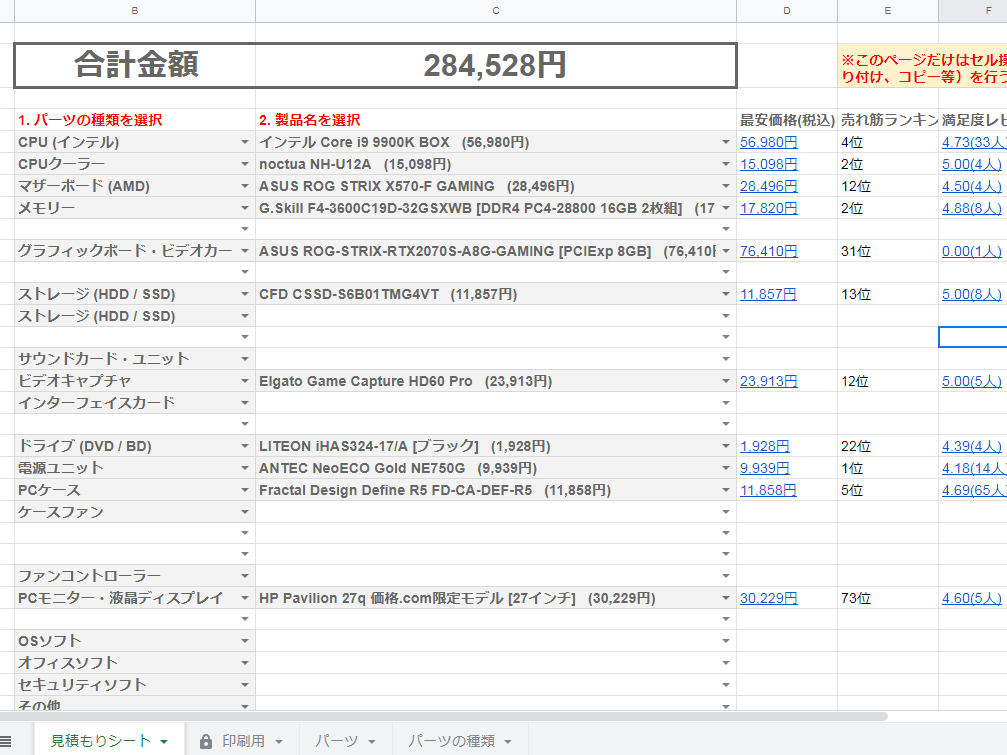 B C D E F
合計金額 284,528円
※このページだけはセル操
り付け、コピー等）を行う
1. パーツの種類を選択 2. 製品名を選択 最安価格(税込) 売れ筋ランキン 満足度レビ
CPU (インテル) インテル Core i9 9900K BOX (56,980円) 56,980円 4位 4.73(33人)
CPUクーラー noctua NH-U12A (15,098円) 15,098円 2位 5.00(4人)
マザーボード (AMD) ASUS ROG STRIX X570-F GAMING (28,496円) 28,496円 12位 4.50(4人)
メモリー G.Skill F4-3600C19D-32GSXWB [DDR4 PC4-28800 16GB 2枚組] (17 17,820円 2位 4.88(8人)
グラフィックボード・ビデオカー ASUS ROG-STRIX-RTX2070S-A8G-GAMING [PCIExp 8GB] (76,410円 76,410円 31位 0.00(1人)
ストレージ (HDD / SSD) CFD CSSD-S6B01TMG4VT (11,857円) 11,857円 13位 5.00(8人)
ストレージ (HDD / SSD)
サウンドカード・ユニット
ビデオキャプチャ Elgato Game Capture HD60 Pro (23,913円) 23,913円 12位 5.00(5人)
インターフェイスカード
ドライブ (DVD / BD) LITEON iHAS324-17/A [ブラック] (1,928円) 1,928円 22位 4.39(4人)
電源ユニット ANTEC NeoECO Gold NE750G (9,939円) 9,939円 1位 4.18(14人
PCケース Fractal Design Define R5 FD-CA-DEF-R5 (11,858円) 11,858円 5位 4.69(65人)
ケースファン
ファンコントローラー
PCモニター・液晶ディスプレイ HP Pavilion 27q 価格.com限定モデル [27インチ] (30,229円) 30,229円 73位 4.60(5人)
OSソフト
オフィスソフト
セキュリティソフト
その他
見積もりシート 印刷用 パーツ パーツの種類